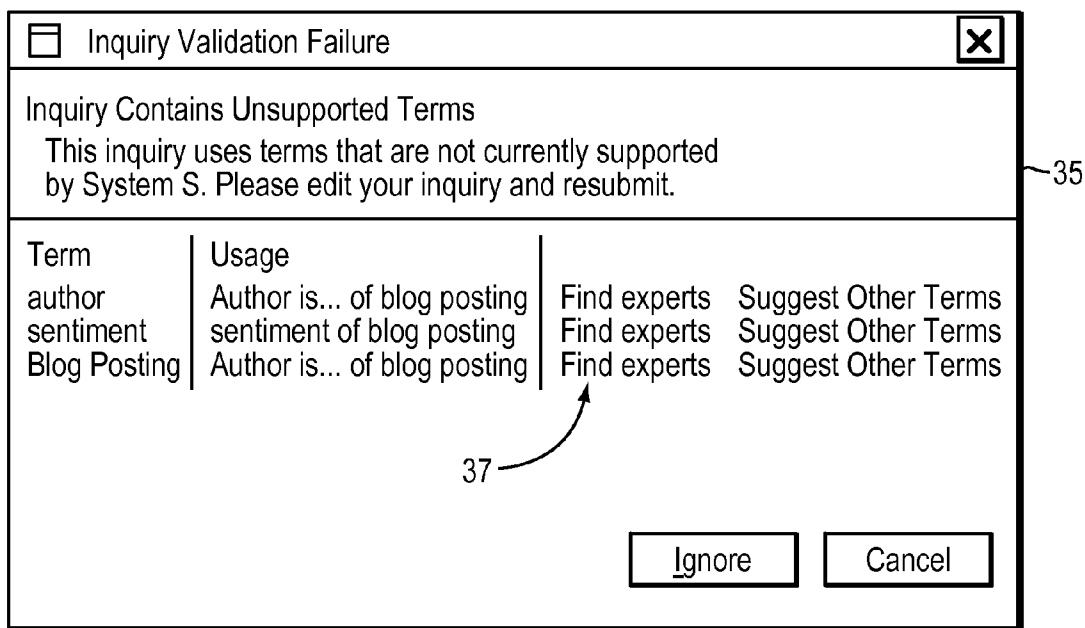 Inquiry Validation Failure
Inquiry Contains Unsupported Terms
This inquiry uses terms that are not currently supported
by System S. Please edit your inquiry and resubmit.
35
Term Usage
author Author is... of blog posting Find experts Suggest Other Terms
sentiment sentiment of blog posting Find experts Suggest Other Terms
Blog Posting Author is... of blog posting Find experts Suggest Other Terms
37
Ignore Cancel